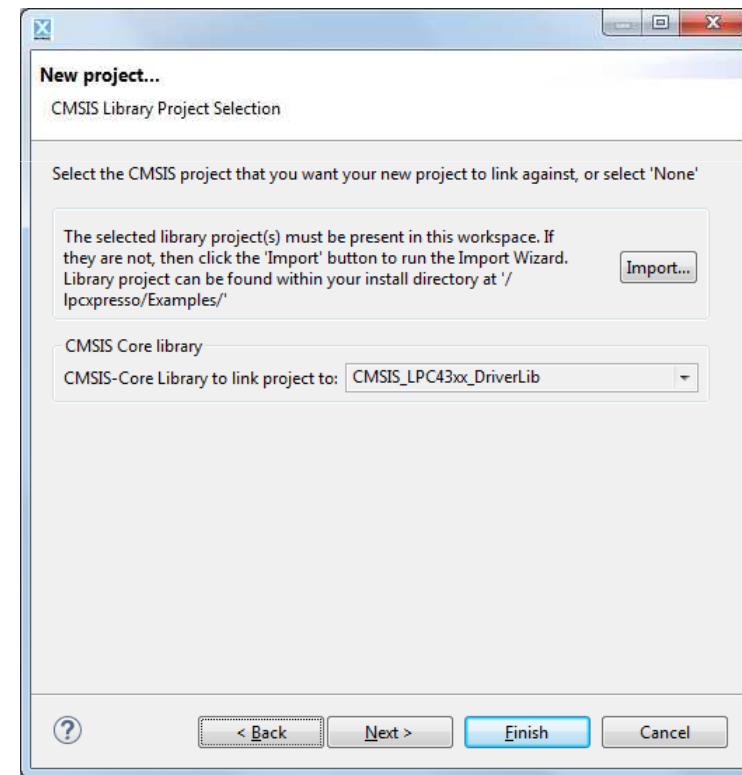 New project...
CMSIS Library Project Selection
Select the CMSIS project that you want your new project to link against, or select 'None'
The selected library project(s) must be present in this workspace. If
they are not, then click the 'Import' button to run the Import Wizard.
Library project can be found within your install directory at '/
lpcxpresso/Examples/'
Import...
CMSIS Core library
CMSIS-Core Library to link project to: CMSIS_LPC43xx_DriverLib
? < Back Next > Finish Cancel